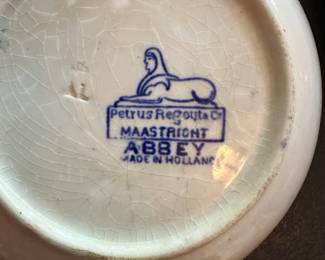 Petrus Regout & Co
MAASTRICHT
ABBEY
MADE IN HOLLAND